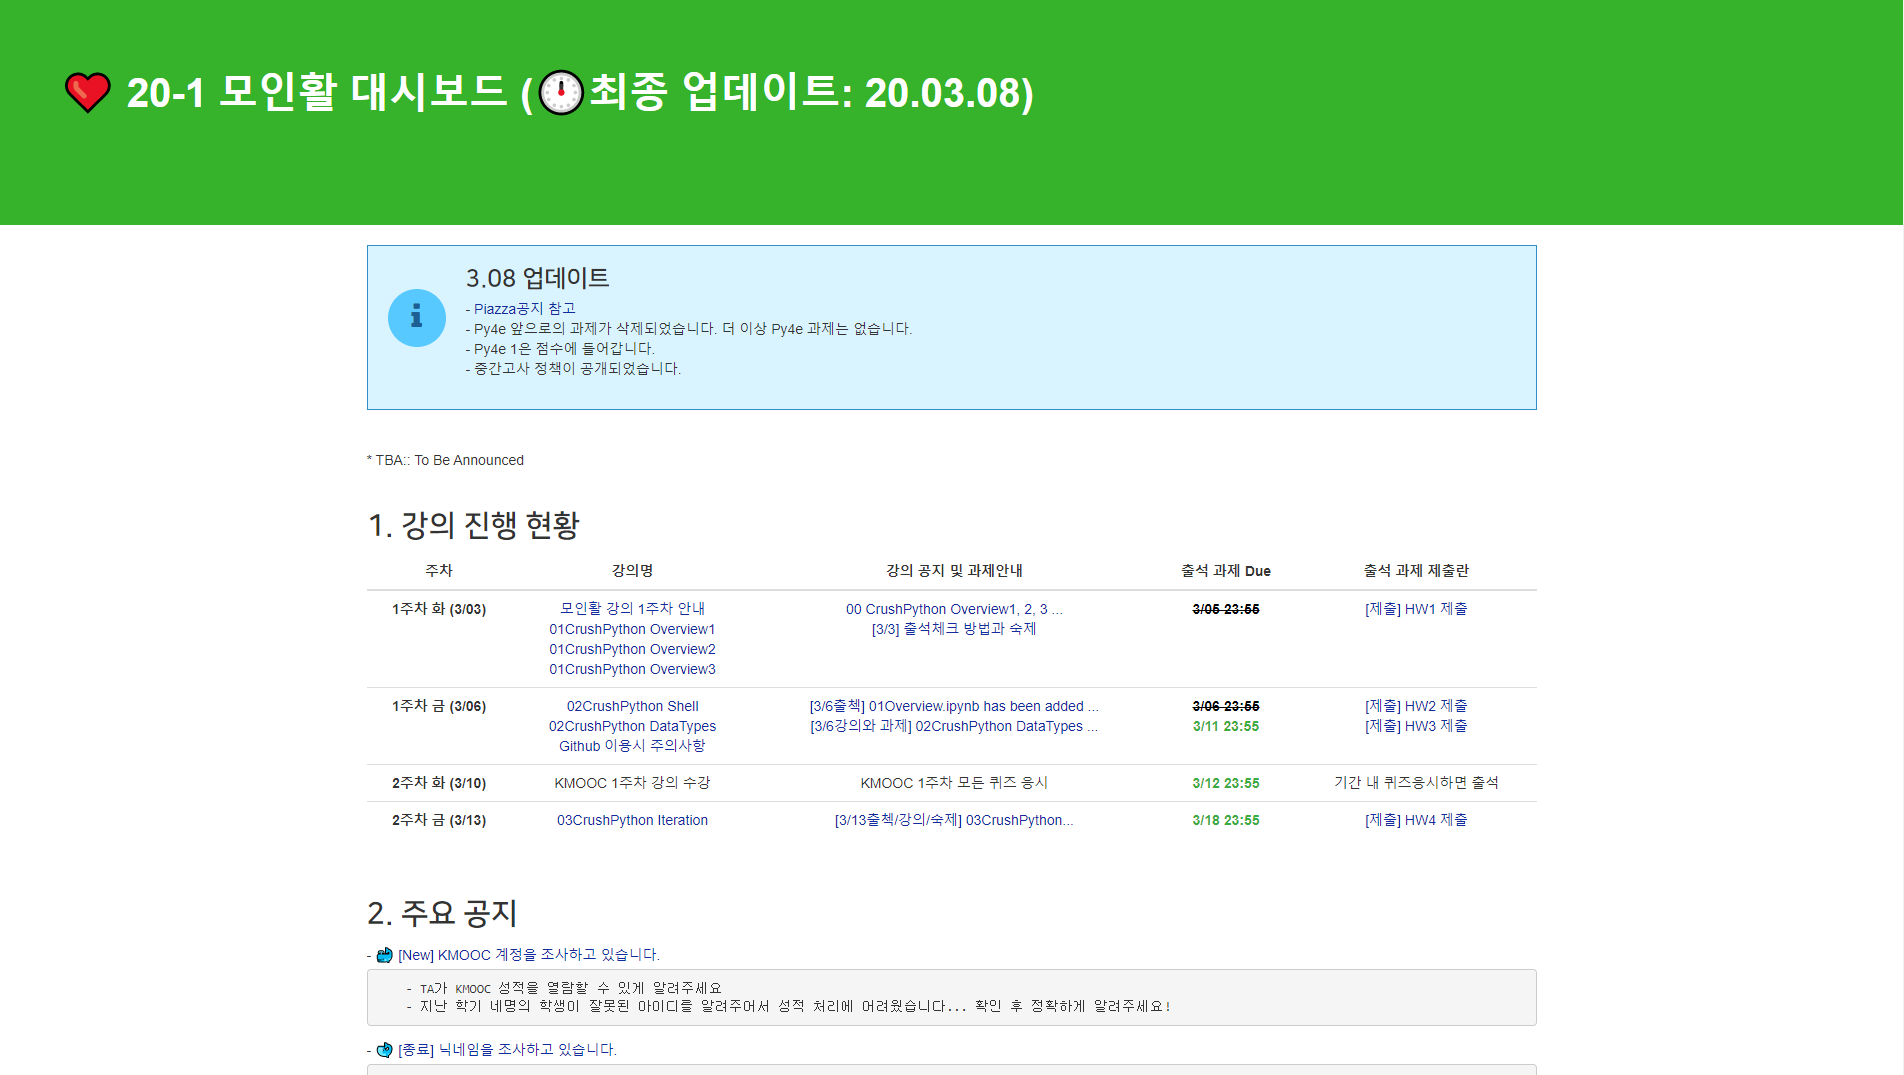 ❤️ 20-1 모인활 대시보드 (🕛최종 업데이트: 20.03.08)
3.08 업데이트
- Piazza공지 참고
- Py4e 앞으로의 과제가 삭제되었습니다. 더 이상 Py4e 과제는 없습니다.
- Py4e 1은 점수에 들어갑니다.
- 중간고사 정책이 공개되었습니다.
* TBA:: To Be Announced
1. 강의 진행 현황
주차 강의명 강의 공지 및 과제안내 출석 과제 Due 출석 과제 제출란
1주차 화 (3/03) 모인활 강의 1주차 안내 00 CrushPython Overview1, 2, 3 ... 3/05 23:55 [제출] HW1 제출
01CrushPython Overview1 [3/3] 출석체크 방법과 숙제
01CrushPython Overview2
01CrushPython Overview3
1주차 금 (3/06) 02CrushPython Shell [3/6출첵] 01Overview.ipynb has been added ... 3/06 23:55 [제출] HW2 제출
02CrushPython DataTypes [3/6강의와 과제] 02CrushPython DataTypes ... 3/11 23:55 [제출] HW3 제출
Github 이용시 주의사항
2주차 화 (3/10) KMOOC 1주차 강의 수강 KMOOC 1주차 모든 퀴즈 응시 3/12 23:55 기간 내 퀴즈응시하면 출석
2주차 금 (3/13) 03CrushPython Iteration [3/13출첵/강의/숙제] 03CrushPython... 3/18 23:55 [제출] HW4 제출
2. 주요 공지
- [New] KMOOC 계정을 조사하고 있습니다.
- TA가 KMOOC 성적을 열람할 수 있게 알려주세요
- 지난 학기 네명의 학생이 잘못된 아이디를 알려주어서 성적 처리에 어려웠습니다... 확인 후 정확하게 알려주세요!
- [종료] 닉네임을 조사하고 있습니다.